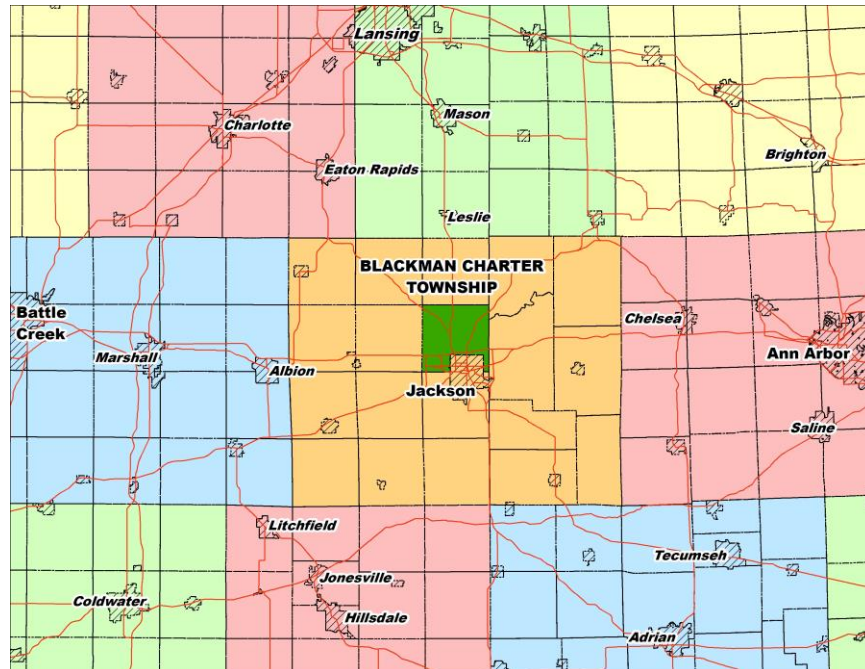 Lansing
Mason
Charlotte
Brighton
Eaton Rapids
Leslie
BLACKMAN CHARTER
TOWNSHIP
Battle
Creek
Chelsea
Marshall
Albion
Ann Arbor
Jackson
Saline
Litchfield
Tecumseh
Jonesville
Coldwater
Hillsdale
Adrian